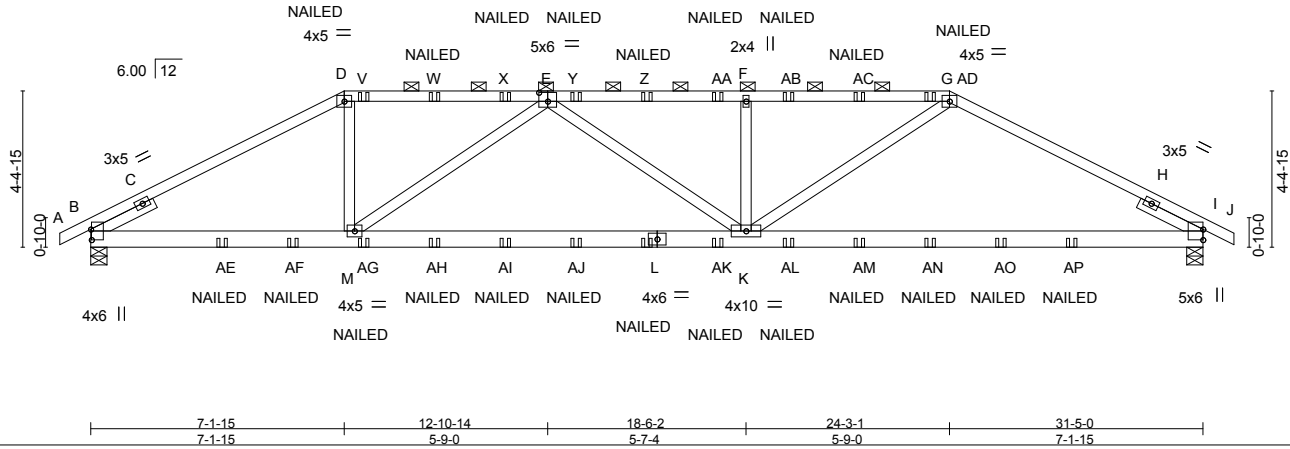 NAILED
NAILED NAILED
NAILED NAILED
4x5 =
5x6 =
2x4 ||
NAILED
NAILED
NAILED
NAILED
4x5 =
6.00 12
D V W X E Y Z AA F AB AC G AD
4-4-15
4-4-15
3x5 //
3x5 \\
C
H
A B
I J
0-10-0
0-10-0
AE AF AG AH AI AJ L AK AL AM AN AO AP
M
K
NAILED NAILED
4x5 =
NAILED NAILED NAILED
4x6 =
4x10 =
NAILED NAILED NAILED NAILED
4x6 ||
5x6 ||
NAILED
NAILED
NAILED NAILED
7-1-15 12-10-14 18-6-2 24-3-1 31-5-0
7-1-15 5-9-0 5-7-4 5-9-0 7-1-15